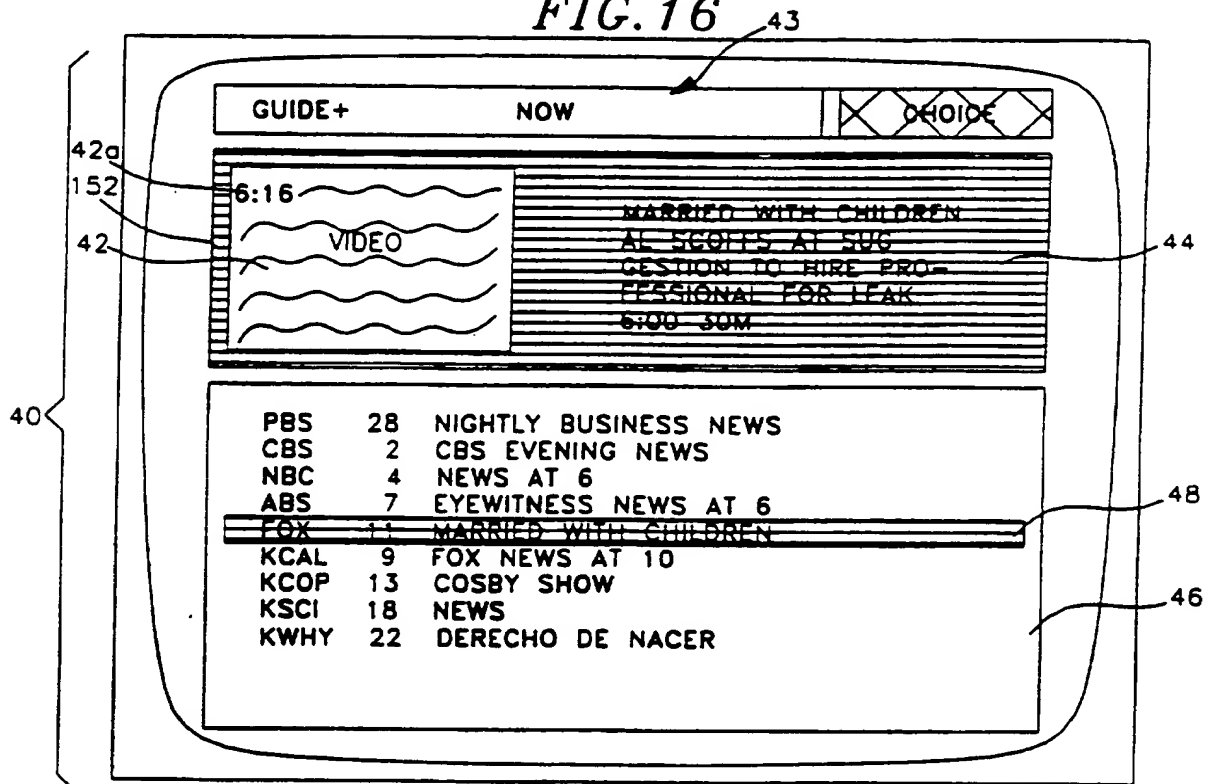 FIG. 16
43
GUIDE+ NOW CHOICE
42a
152
42
6:16
VIDEO
MARRIED WITH CHILDREN
AL SCOFFS AT SUG
GESTION TO HIRE PRO-
FESSIONAL FOR LEAK
6:00 30M
44
40
PBS 28 NIGHTLY BUSINESS NEWS
CBS 2 CBS EVENING NEWS
NBC 4 NEWS AT 6
ABS 7 EYEWITNESS NEWS AT 6
FOX 11 MARRIED WITH CHILDREN
KCAL 9 FOX NEWS AT 10
KCOP 13 COSBY SHOW
KSCI 18 NEWS
KWHY 22 DERECHO DE NACER
48
46